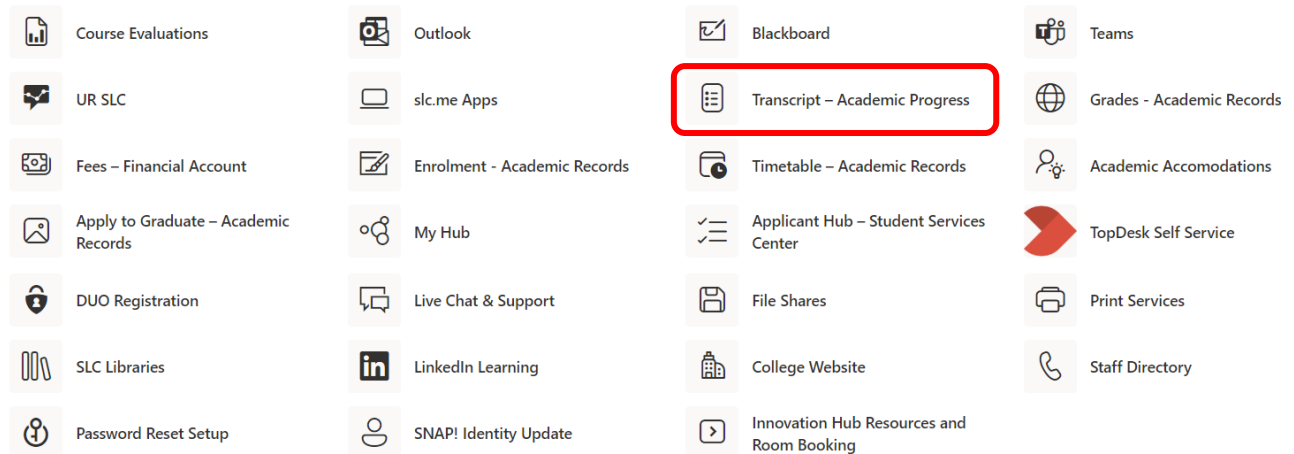 Course Evaluations
Outlook
Blackboard
Teams
UR SLC
slc.me Apps
Transcript – Academic Progress
Grades - Academic Records
Fees – Financial Account
Enrolment - Academic Records
Timetable – Academic Records
Academic Accomodations
Apply to Graduate – Academic
Records
My Hub
Applicant Hub – Student Services
Center
TopDesk Self Service
DUO Registration
Live Chat & Support
File Shares
Print Services
SLC Libraries
in
LinkedIn Learning
College Website
Staff Directory
Password Reset Setup
SNAP! Identity Update
Innovation Hub Resources and
Room Booking